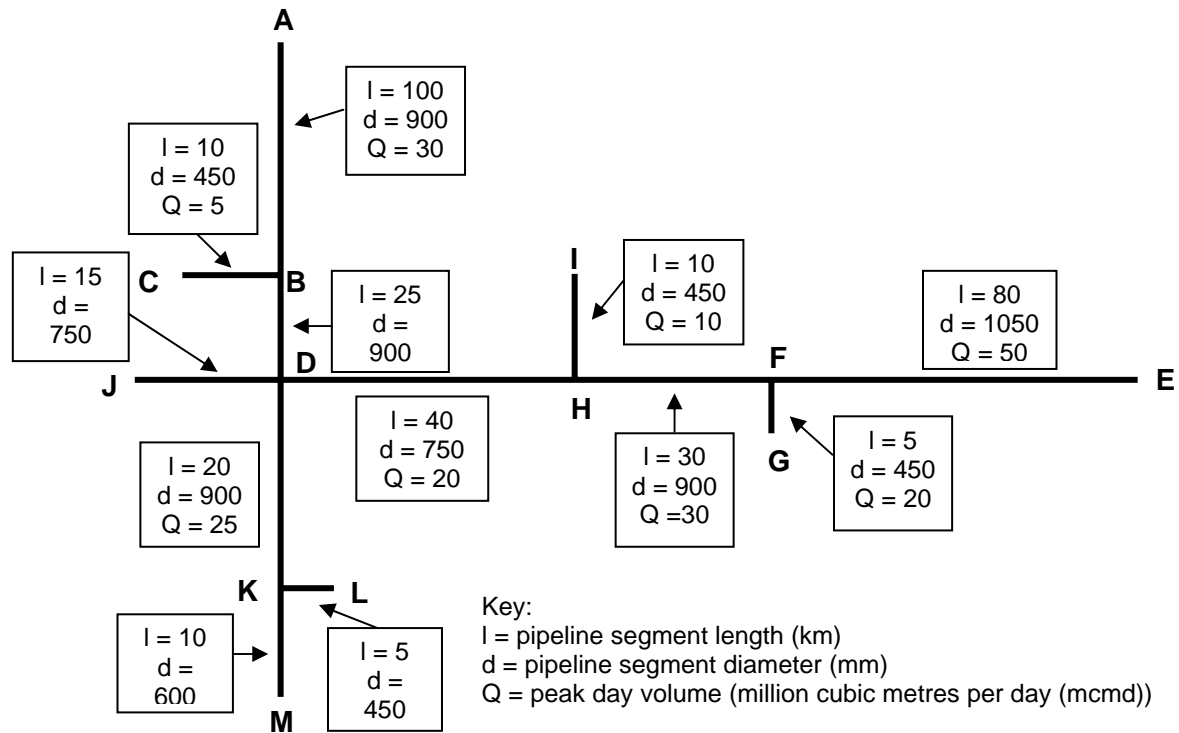 A
l = 100
d = 900
Q = 30
l = 10
d = 450
Q = 5
l = 15
d =
750
C
B
l = 25
d =
900
I
l = 10
d = 450
Q = 10
l = 80
d = 1050
Q = 50
D
F
J
H
E
G
l = 40
d = 750
Q = 20
l = 30
d = 900
Q =30
l = 5
d = 450
Q = 20
l = 20
d = 900
Q = 25
K
L
l = 10
d =
600
l = 5
d =
450
M
Key:
l = pipeline segment length (km)
d = pipeline segment diameter (mm)
Q = peak day volume (million cubic metres per day (mcmd))